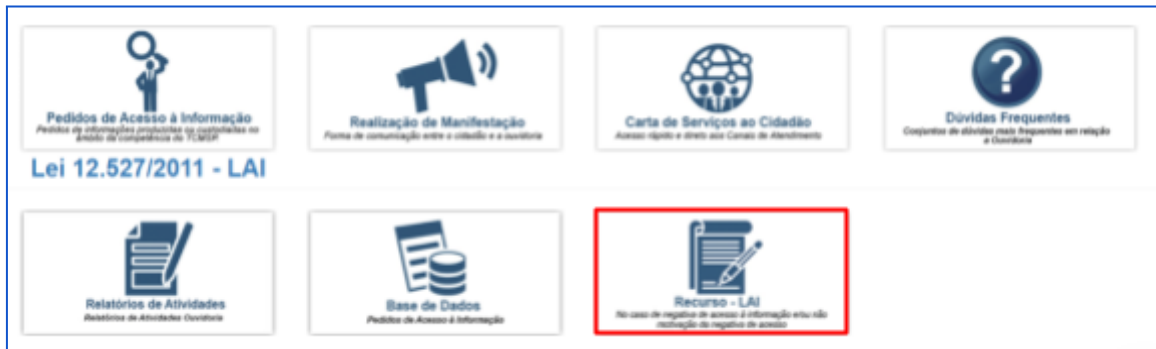 Pedidos de Acesso à Informação
Pedidos de informações produzidas ou custodiadas no
âmbito da competência do TCMSP.
Realização de Manifestação
Forma de comunicação entre o cidadão e a ouvidoria
Carta de Serviços ao Cidadão
Acesso rápido e direto aos Canais de Atendimento
?
Dúvidas Frequentes
Conjuntos de dúvidas mais frequentes em relação
a Ouvidoria
Lei 12.527/2011 - LAI
Relatórios de Atividades
Relatórios de Atividades Ouvidoria
Base de Dados
Pedidos de Acesso à Informação
Recurso - LAI
No caso de negativa de acesso à informação e/ou não
motivação da negativa de acesso